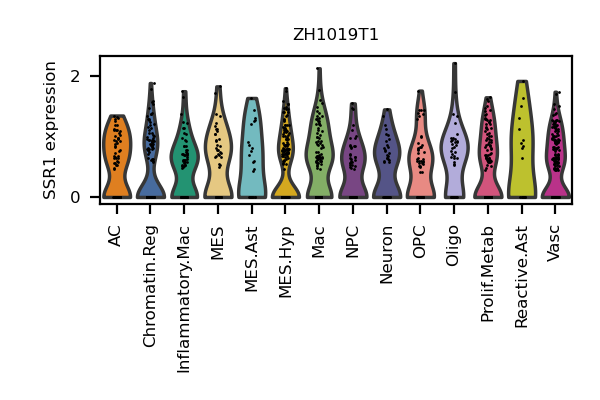 ZH1019T1
SSR1 expression
2
0
AC
Chromatin.Reg
Inflammatory.Mac
MES
MES.Ast
MES.Hyp
Mac
NPC
Neuron
OPC
Oligo
Prolif.Metab
Reactive.Ast
Vasc